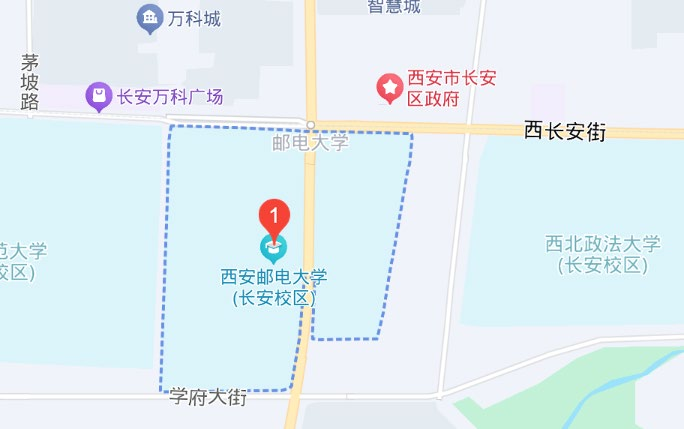 智慧城
万科城
茅坡路
长安万科广场
西安市长安
区政府
西长安街
邮电大学
范大学
校区)
1
西安邮电大学
(长安校区)
西北政法大学
(长安校区)
学府大街